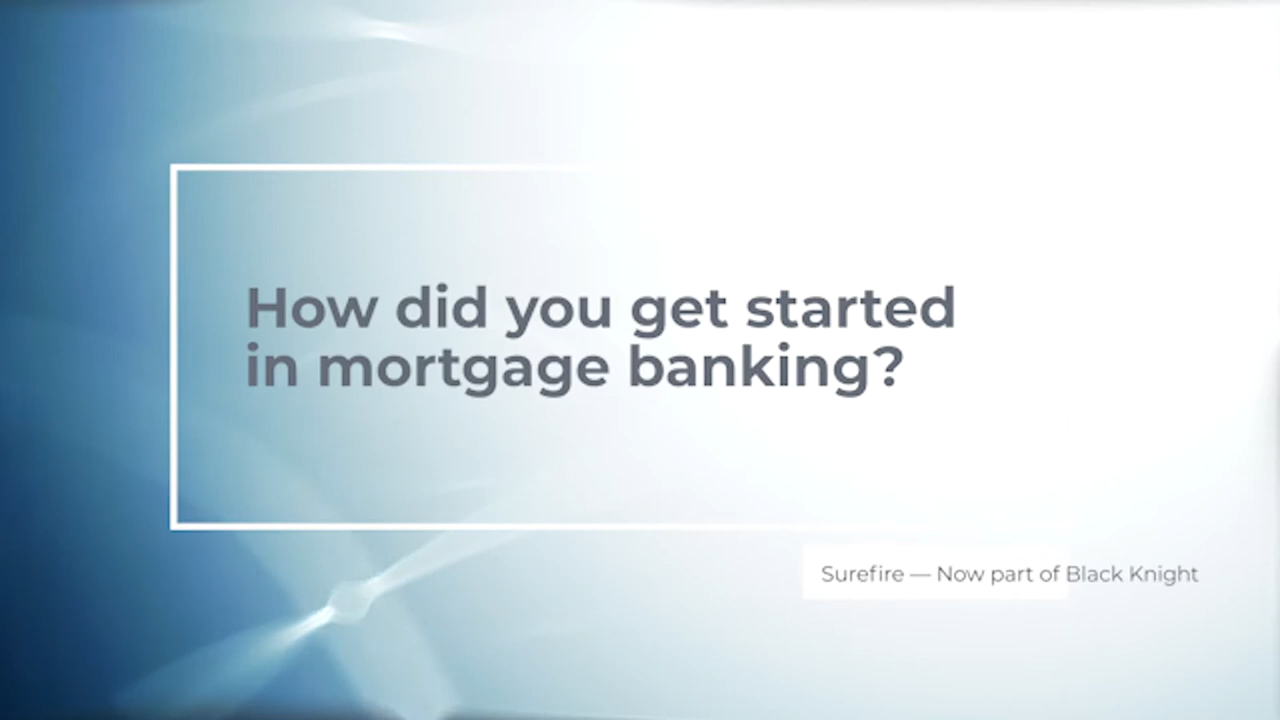 How did you get started
in mortgage banking?
Surefire — Now part of Black Knight